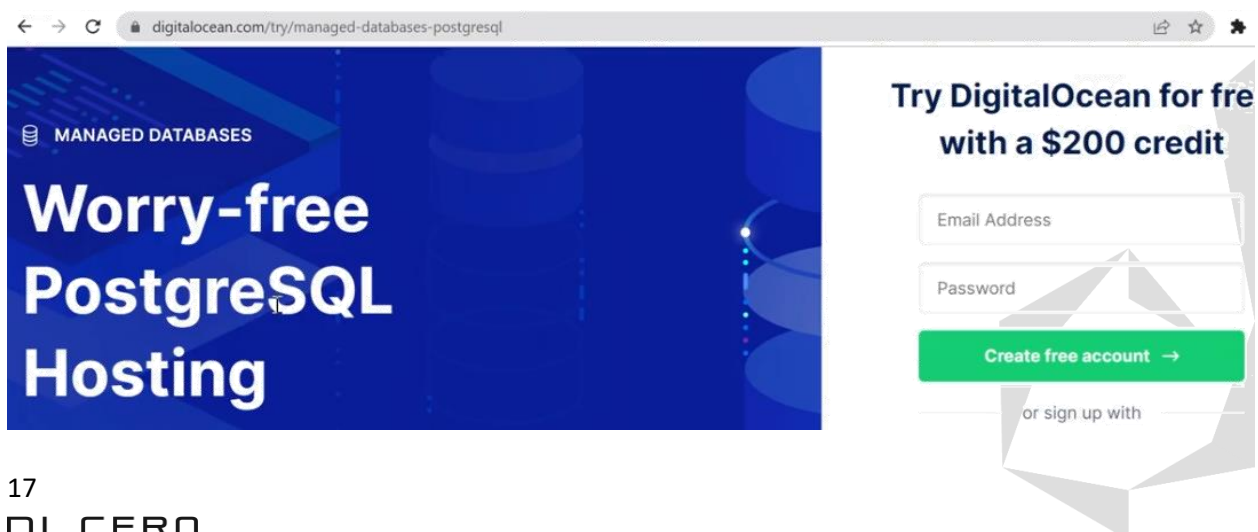 digitalocean.com/try/managed-databases-postgresql
MANAGED DATABASES
Worry-free
PostgreSQL
Hosting
Try DigitalOcean for fre
with a $200 credit
Email Address
Password
Create free account →
or sign up with
17